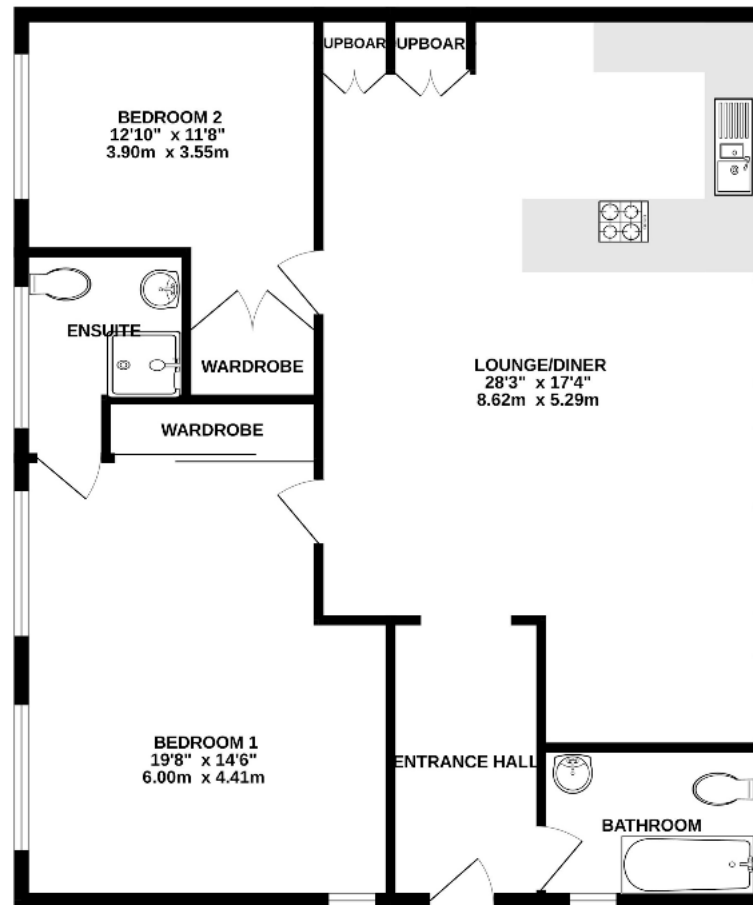 UPBOAR
UPBOAR
BEDROOM 2
12'10" x 11'8"
3.90m x 3.55m
ENSUITE
WARDROBE
LOUNGE/DINER
28'3" x 17'4"
8.62m x 5.29m
WARDROBE
BEDROOM 1
19'8" x 14'6"
6.00m x 4.41m
ENTRANCE HALL
BATHROOM